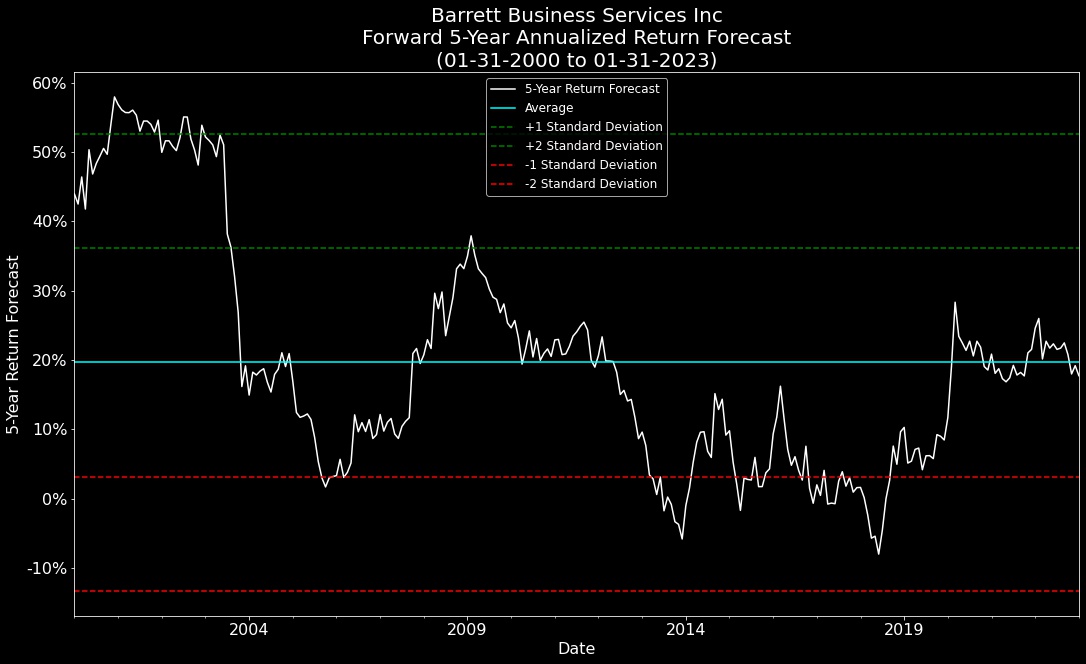 Barrett Business Services Inc
Forward 5-Year Annualized Return Forecast
(01-31-2000 to 01-31-2023)
5-Year Return Forecast
Average
+1 Standard Deviation
+2 Standard Deviation
-1 Standard Deviation
-2 Standard Deviation
60%
50%
40%
30%
20%
10%
0%
-10%
5-Year Return Forecast
2004
2009
2014
2019
Date